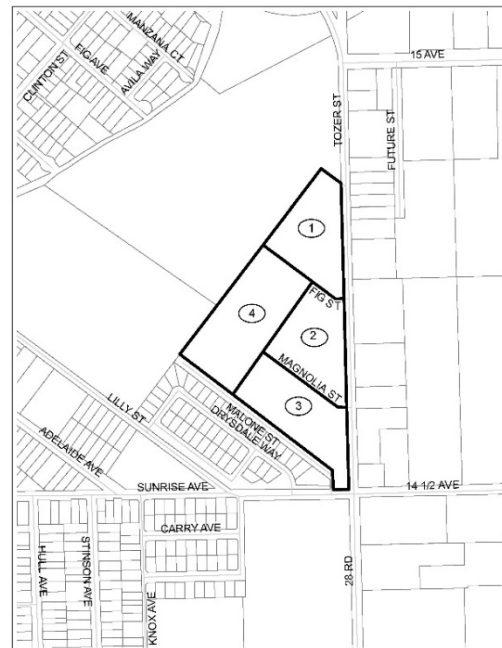 MANZANA CT
FIG AVE
AVILA WAY
CLINTON ST
15 AVE
TOZER ST
FUTURE ST
1
FIG ST
4
2
MAGNOLIA ST
3
LILLY ST
MALONE ST
DRYSDALE WAY
ADELAIDE AVE
SUNRISE AVE
14 1/2 AVE
CARRY AVE
HULL AVE
STINSON AVE
KNOX AVE
28 RD